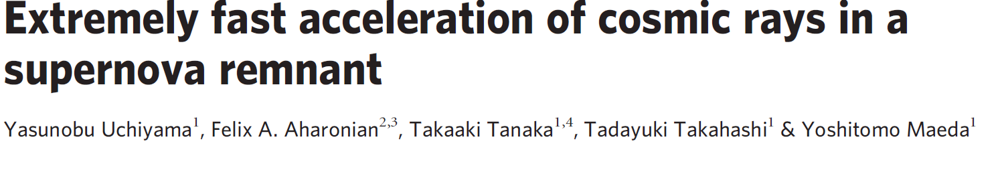 Extremely fast acceleration of cosmic rays in a
supernova remnant
Yasunobu Uchiyama¹, Felix A. Aharonian²,³, Takaaki Tanaka¹,⁴, Tadayuki Takahashi¹ & Yoshitomo Maeda¹